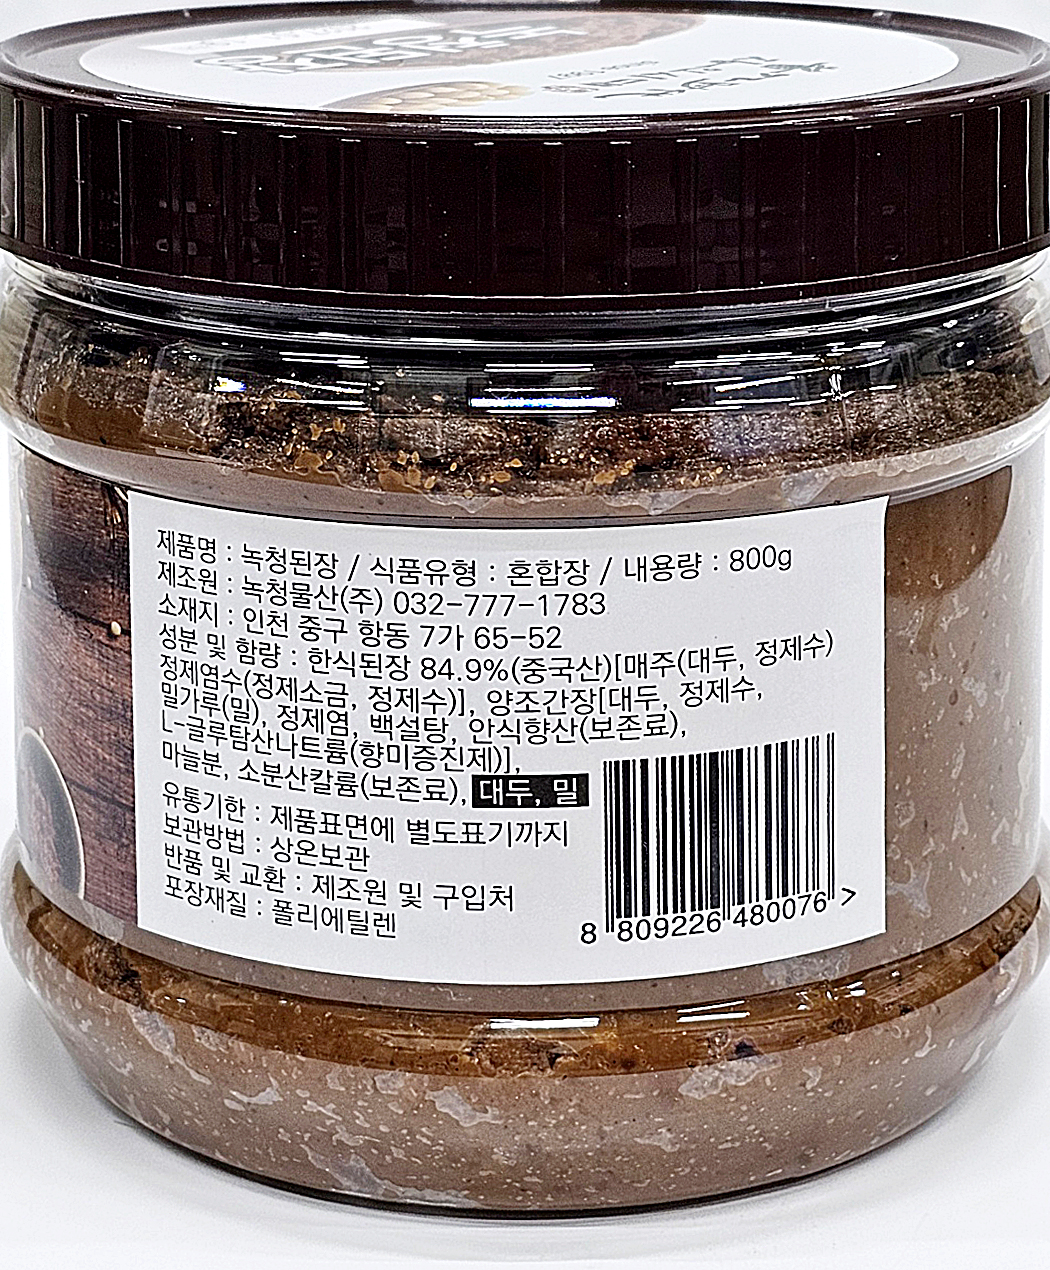 제품명 : 녹청된장 / 식품유형 : 혼합장 / 내용량 : 800g
제조원 : 녹청물산(주) 032-777-1783
소재지 : 인천 중구 항동 7가 65-52
성분 및 함량 : 한식된장 84.9%(중국산)[매주(대두, 정제수)
정제염수(정제소금, 정제수)], 양조간장[대두, 정제수,
밀가루(밀), 정제염, 백설탕, 안식향산(보존료),
L-글루탐산나트륨(향미증진제)],
마늘분, 소분산칼륨(보존료), 대두, 밀
유통기한 : 제품표면에 별도표기까지
보관방법 : 상온보관
반품 및 교환 : 제조원 및 구입처
포장재질 : 폴리에틸렌
8 809226 480076 >